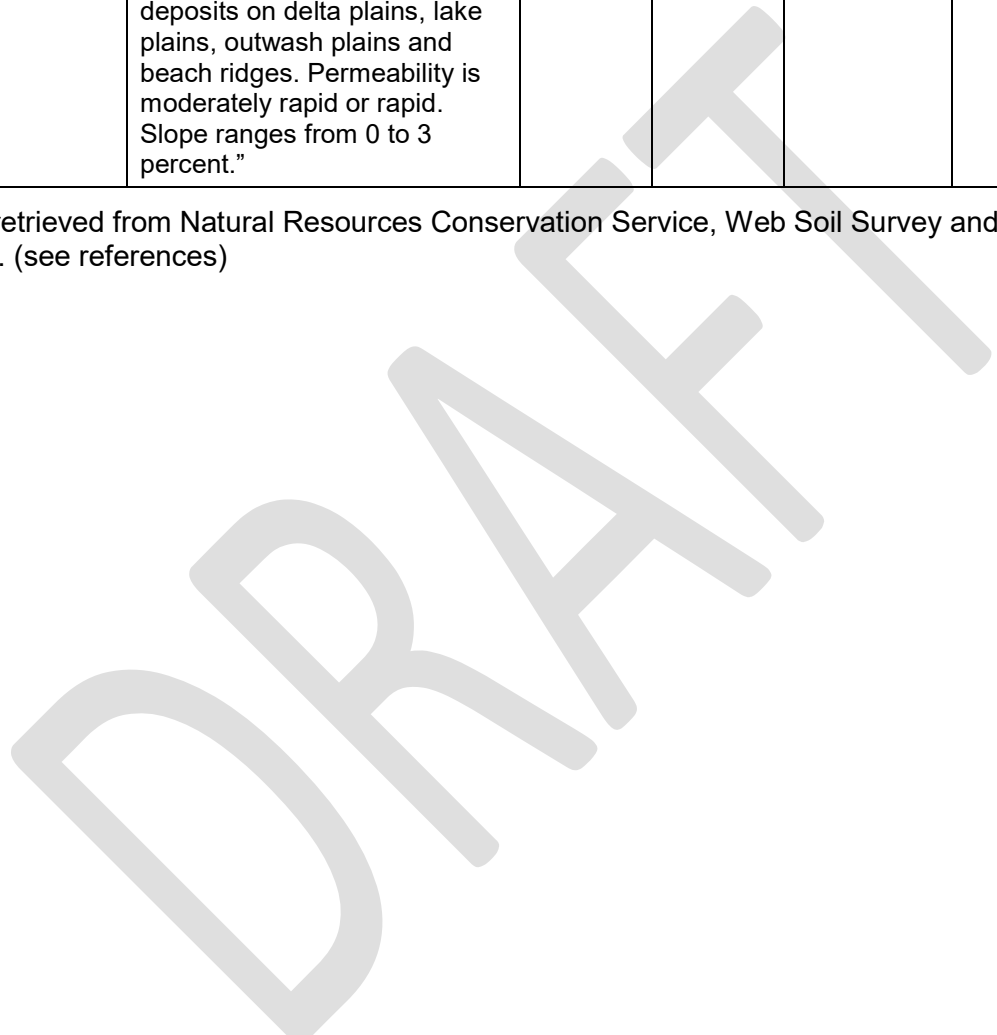 deposits on delta plains, lake
plains, outwash plains and
beach ridges. Permeability is
moderately rapid or rapid.
Slope ranges from 0 to 3
percent.”
retrieved from Natural Resources Conservation Service, Web Soil Survey and
. (see references)
DRAFT